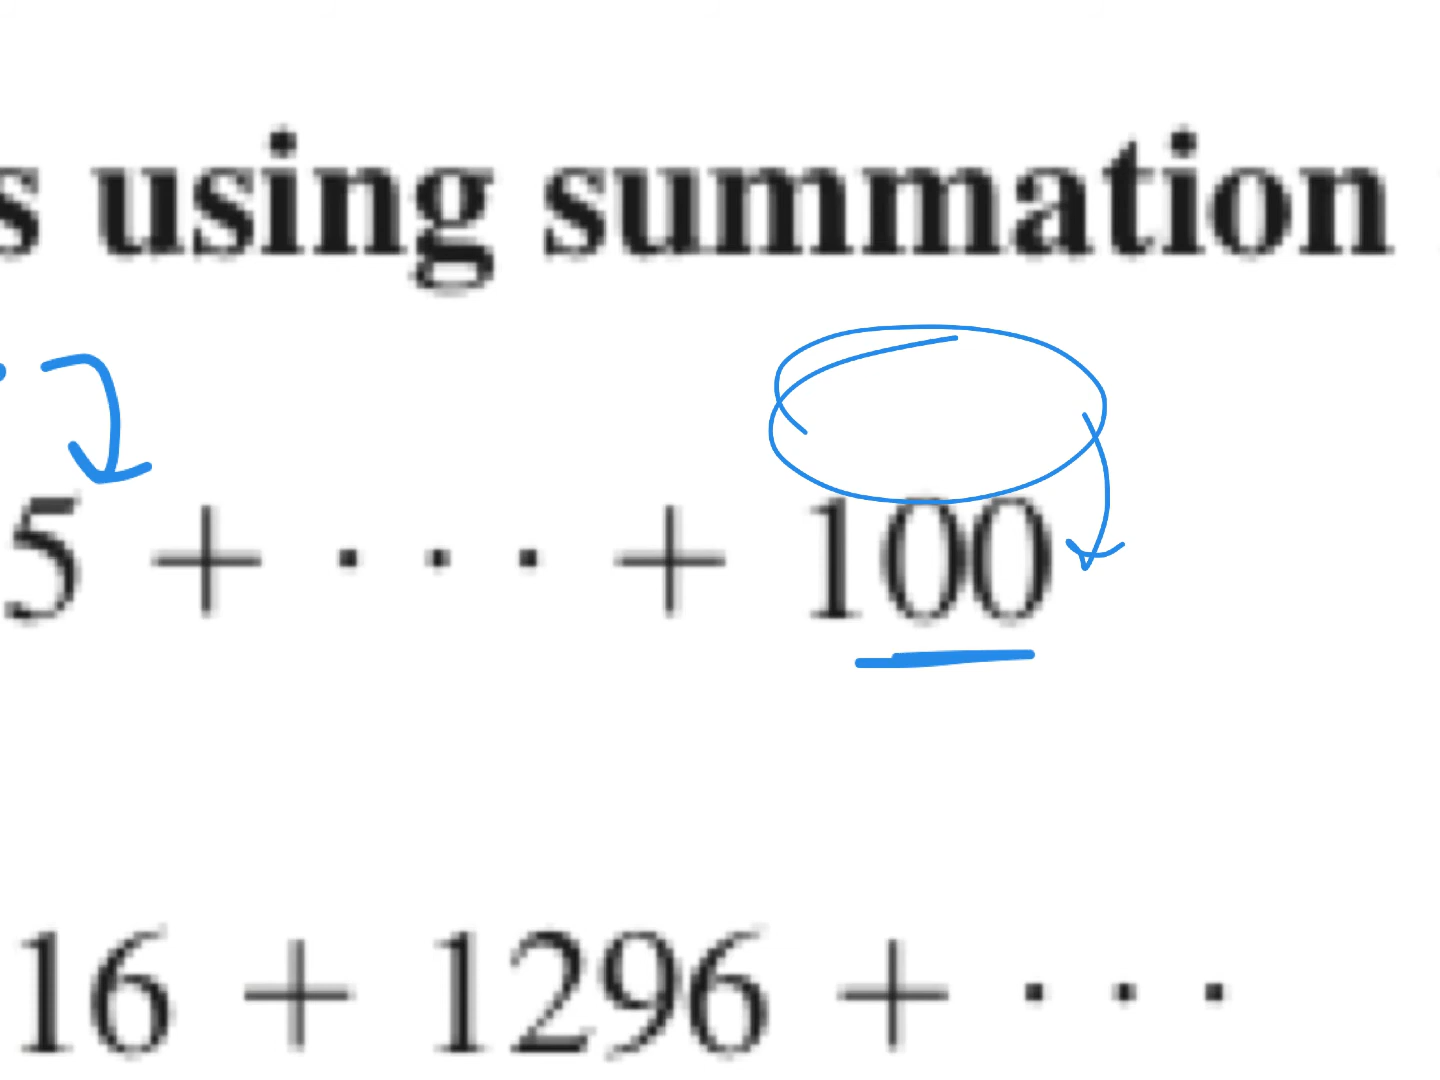 s using summation
5 + · · · + 100
16 + 1296 + · · ·